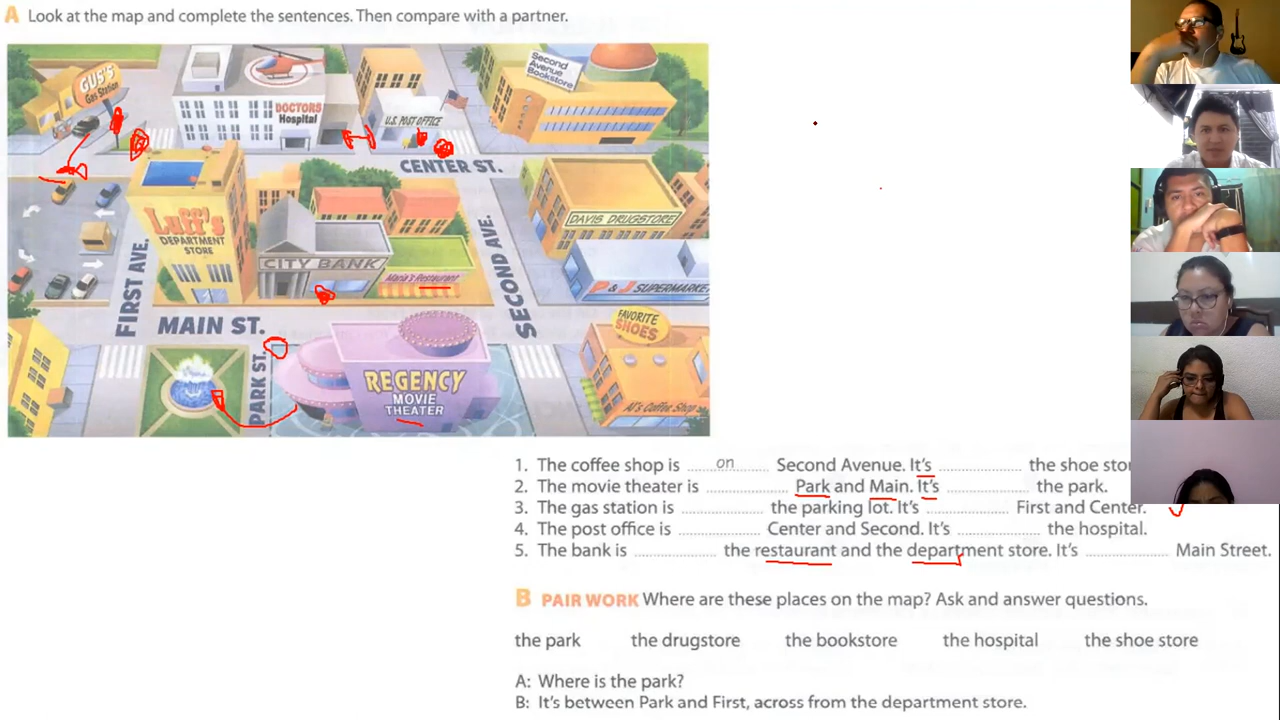 A Look at the map and complete the sentences. Then compare with a partner.
GUS'S
Gas Station
DOCTORS
Hospital
U.S. POST OFFICE
Second
Avenue
Bookstore
CENTER ST.
Luff's
DEPARTMENT
STORE
CITY BANK
Maria's Restaurant
DAVIS DRUGSTORE
P & J SUPERMARKET
FIRST AVE.
SECOND AVE.
MAIN ST.
PARK ST.
REGENCY
MOVIE
THEATER
FAVORITE
SHOES
Al's Coffee Shop
1. The coffee shop is ......on...... Second Avenue. It's .................... the shoe sto
2. The movie theater is .................... Park and Main. It's .................... the park.
3. The gas station is .................... the parking lot. It's .................... First and Center.
4. The post office is .................... Center and Second. It's .................... the hospital.
5. The bank is .................... the restaurant and the department store. It's .................... Main Street.
B PAIR WORK Where are these places on the map? Ask and answer questions.
the park the drugstore the bookstore the hospital the shoe store
A: Where is the park?
B: It's between Park and First, across from the department store.